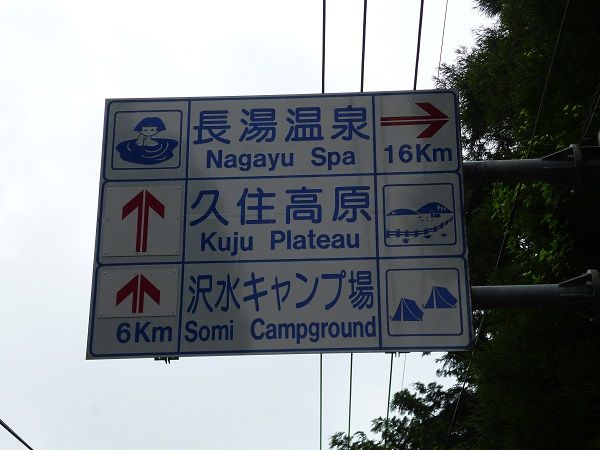 長湯温泉
Nagayu Spa
16Km
久住高原
Kuju Plateau
沢水キャンプ場
6Km Somi Campground